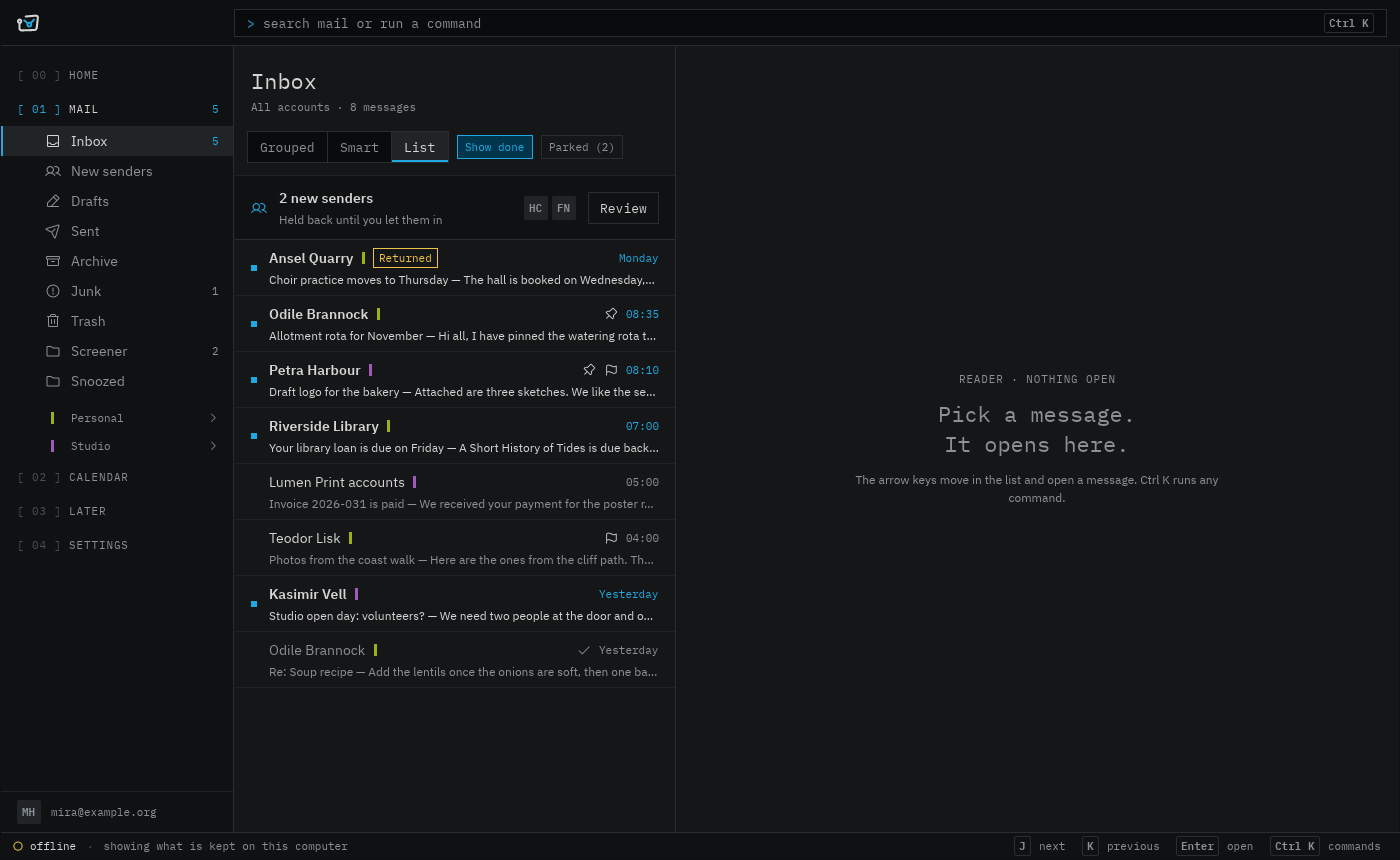 > search mail or run a command
Ctrl K
[ 00 ] HOME
[ 01 ] MAIL 5
Inbox 5
New senders
Drafts
Sent
Archive
Junk 1
Trash
Screener 2
Snoozed
Personal
Studio
[ 02 ] CALENDAR
[ 03 ] LATER
[ 04 ] SETTINGS
MH mira@example.org
Inbox
All accounts · 8 messages
Grouped Smart List Show done Parked (2)
2 new senders
Held back until you let them in
HC FN Review
Ansel Quarry Returned Monday
Choir practice moves to Thursday — The hall is booked on Wednesday,…
Odile Brannock 08:35
Allotment rota for November — Hi all, I have pinned the watering rota t…
Petra Harbour 08:10
Draft logo for the bakery — Attached are three sketches. We like the se…
Riverside Library 07:00
Your library loan is due on Friday — A Short History of Tides is due back…
Lumen Print accounts 05:00
Invoice 2026-031 is paid — We received your payment for the poster r…
Teodor Lisk 04:00
Photos from the coast walk — Here are the ones from the cliff path. Th…
Kasimir Vell Yesterday
Studio open day: volunteers? — We need two people at the door and o…
Odile Brannock Yesterday
Re: Soup recipe — Add the lentils once the onions are soft, then one ba…
READER · NOTHING OPEN
Pick a message.
It opens here.
The arrow keys move in the list and open a message. Ctrl K runs any
command.
offline · showing what is kept on this computer
J next K previous Enter open Ctrl K commands